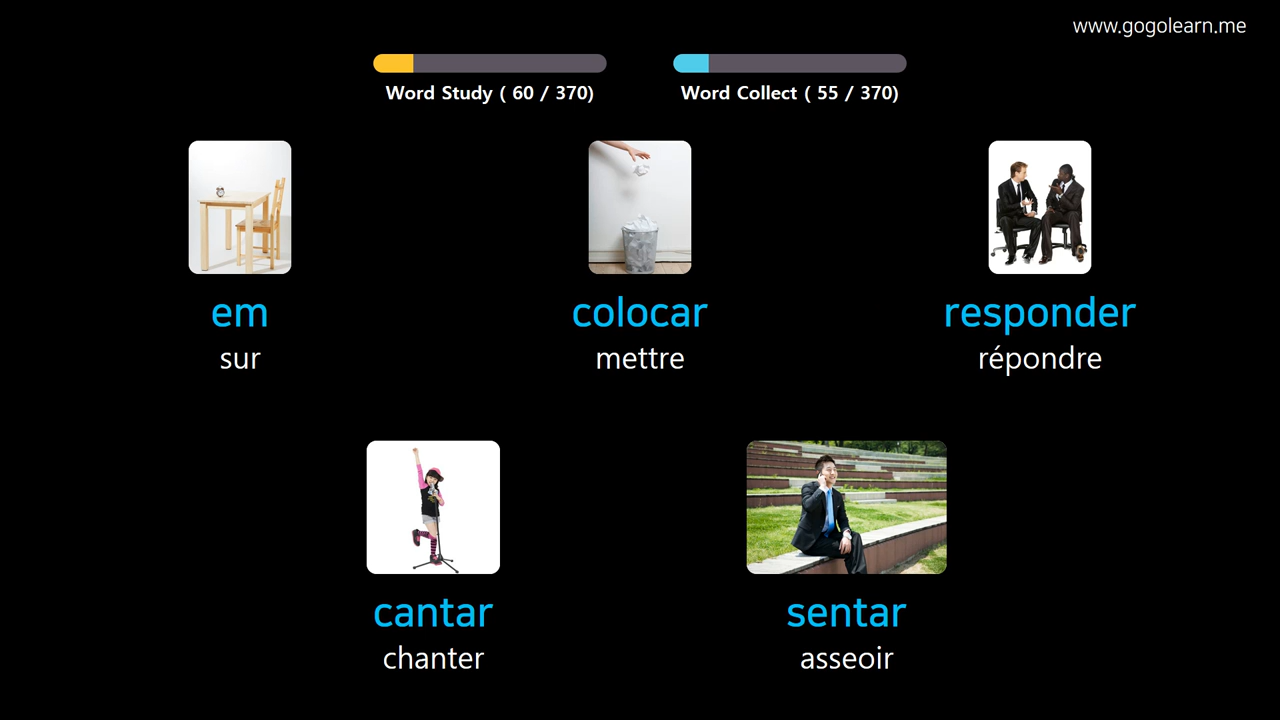 www.gogolearn.me
Word Study ( 60 / 370)
Word Collect ( 55 / 370)
em
sur
colocar
mettre
responder
répondre
cantar
chanter
sentar
asseoir